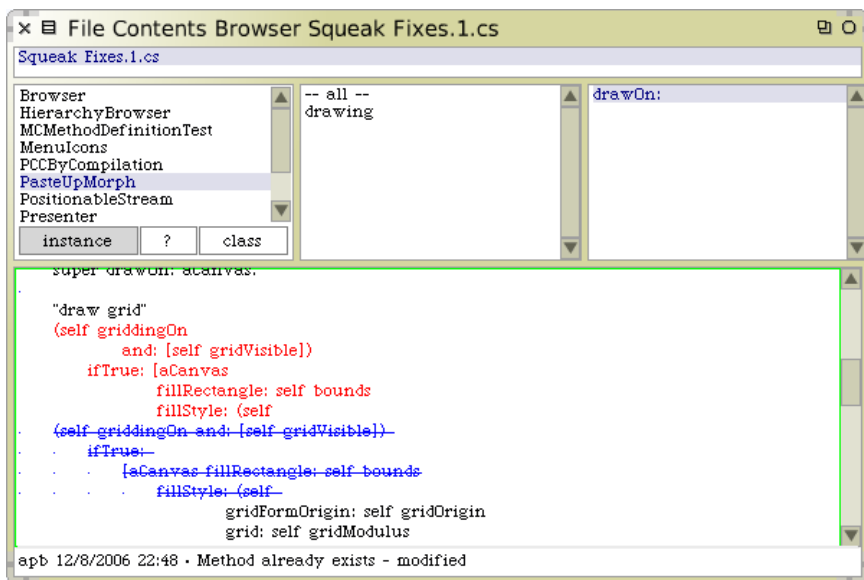 File Contents Browser Squeak Fixes.1.cs
Squeak Fixes.1.cs
Browser
HierarchyBrowser
MCMethodDefinitionTest
MenuIcons
PCCByCompilation
PasteUpMorph
PositionableStream
Presenter
instance ? class
-- all --
drawing
drawOn:
super drawOn: aCanvas.
"draw grid"
(self griddingOn
and: [self gridVisible])
ifTrue: [aCanvas
fillRectangle: self bounds
fillStyle: (self
(self griddingOn and: [self gridVisible])
ifTrue:
[aCanvas fillRectangle: self bounds
fillStyle: (self
gridFormOrigin: self gridOrigin
grid: self gridModulus
apb 12/8/2006 22:48 · Method already exists - modified